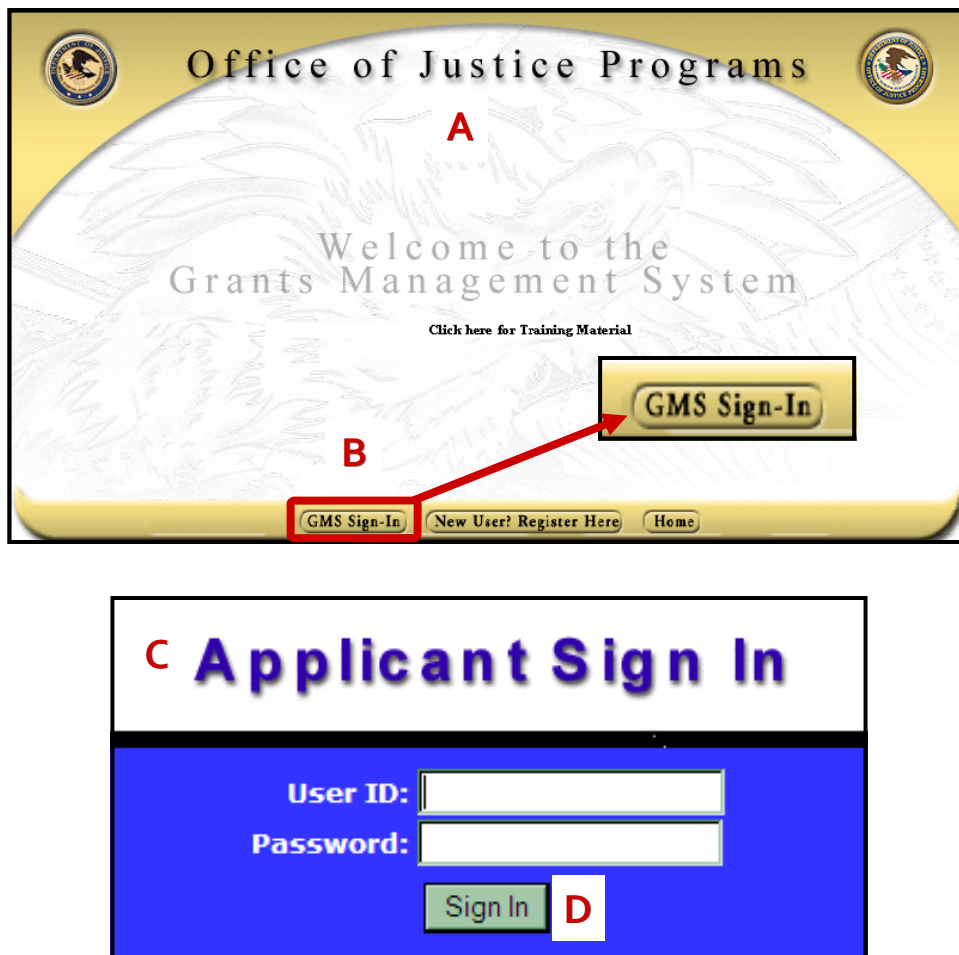 Office of Justice Programs
A
Welcome to the
Grants Management System
Click here for Training Material
GMS Sign-In
B
GMS Sign-In New User? Register Here Home
C Applicant Sign In
User ID:
Password:
Sign In D